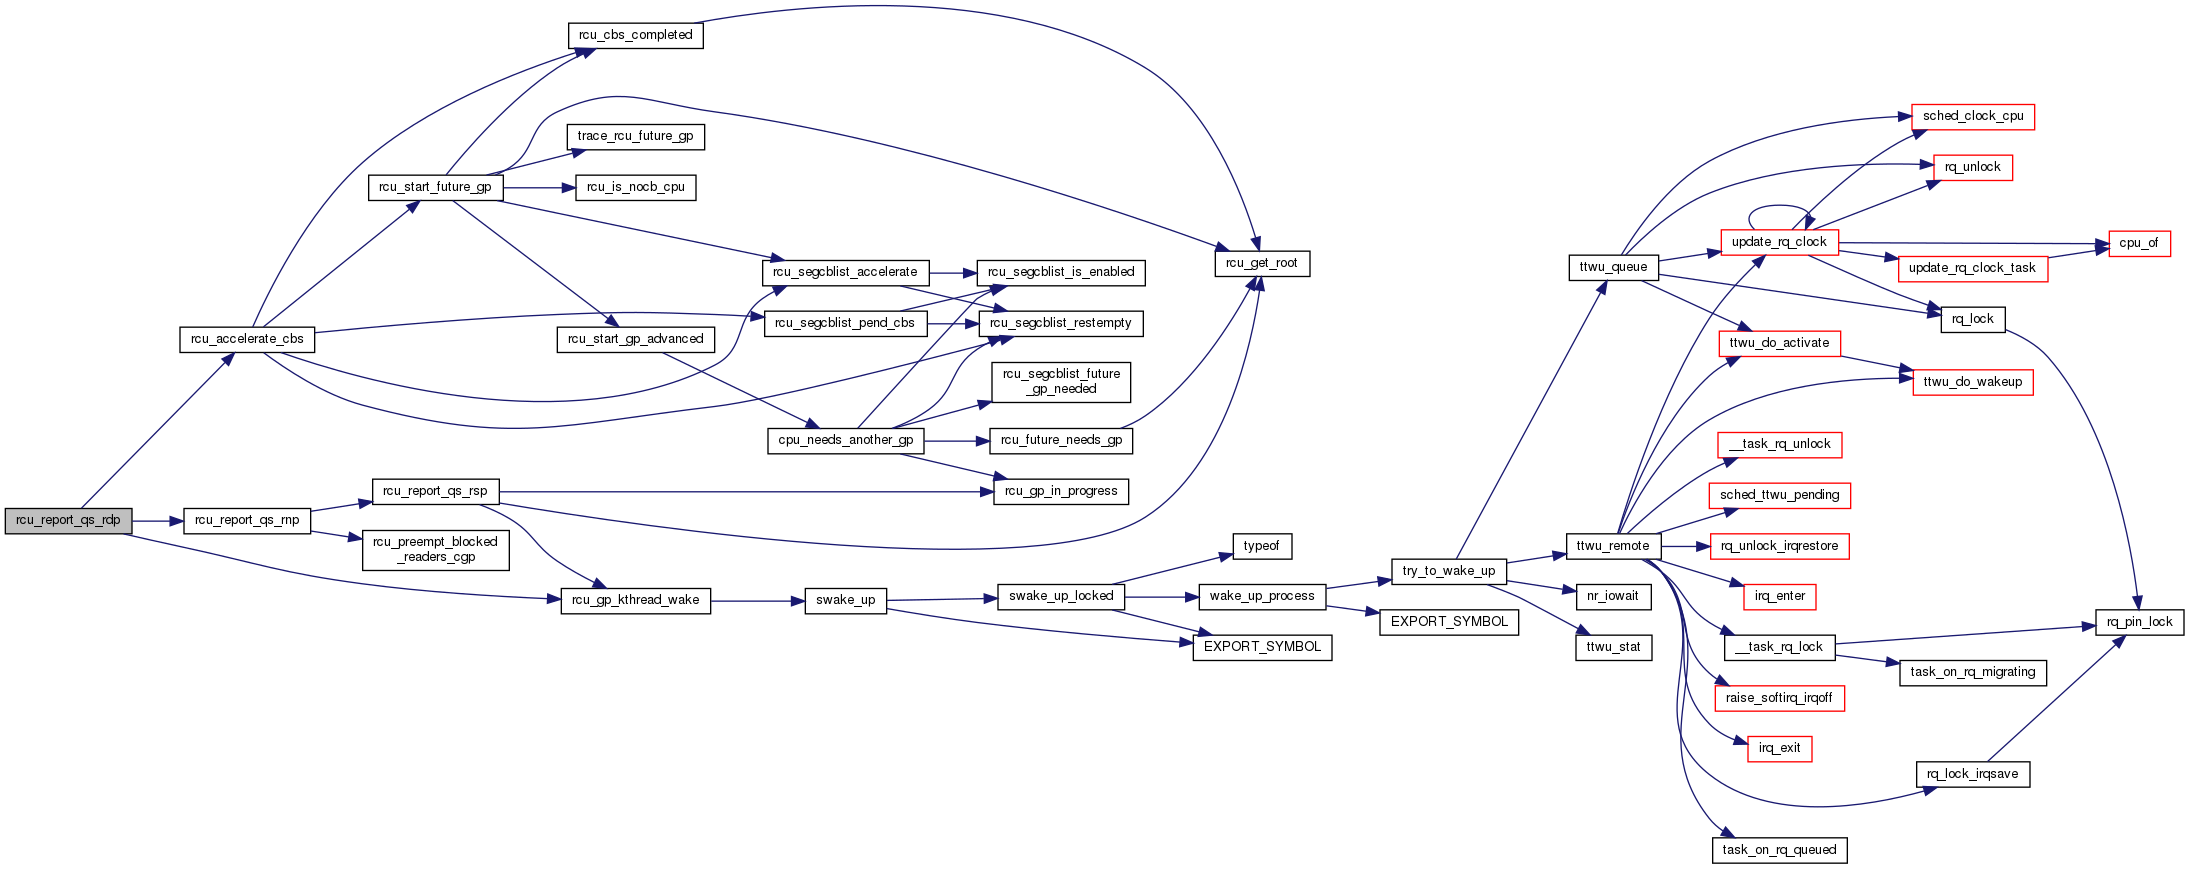 rcu_report_qs_rdp
rcu_accelerate_cbs
rcu_report_qs_rnp
rcu_start_future_gp
rcu_report_qs_rsp
rcu_preempt_blocked
_readers_cgp
rcu_cbs_completed
trace_rcu_future_gp
rcu_is_nocb_cpu
rcu_start_gp_advanced
rcu_gp_kthread_wake
rcu_segcblist_accelerate
rcu_segcblist_pend_cbs
cpu_needs_another_gp
swake_up
rcu_segcblist_is_enabled
rcu_segcblist_restempty
rcu_segcblist_future
_gp_needed
rcu_future_needs_gp
rcu_gp_in_progress
swake_up_locked
rcu_get_root
typeof
wake_up_process
EXPORT_SYMBOL
try_to_wake_up
EXPORT_SYMBOL
ttwu_queue
ttwu_remote
nr_iowait
ttwu_stat
update_rq_clock
ttwu_do_activate
__task_rq_unlock
sched_ttwu_pending
rq_unlock_irqrestore
irq_enter
__task_rq_lock
raise_softirq_irqoff
irq_exit
task_on_rq_queued
sched_clock_cpu
rq_unlock
update_rq_clock_task
rq_lock
ttwu_do_wakeup
task_on_rq_migrating
rq_lock_irqsave
cpu_of
rq_pin_lock